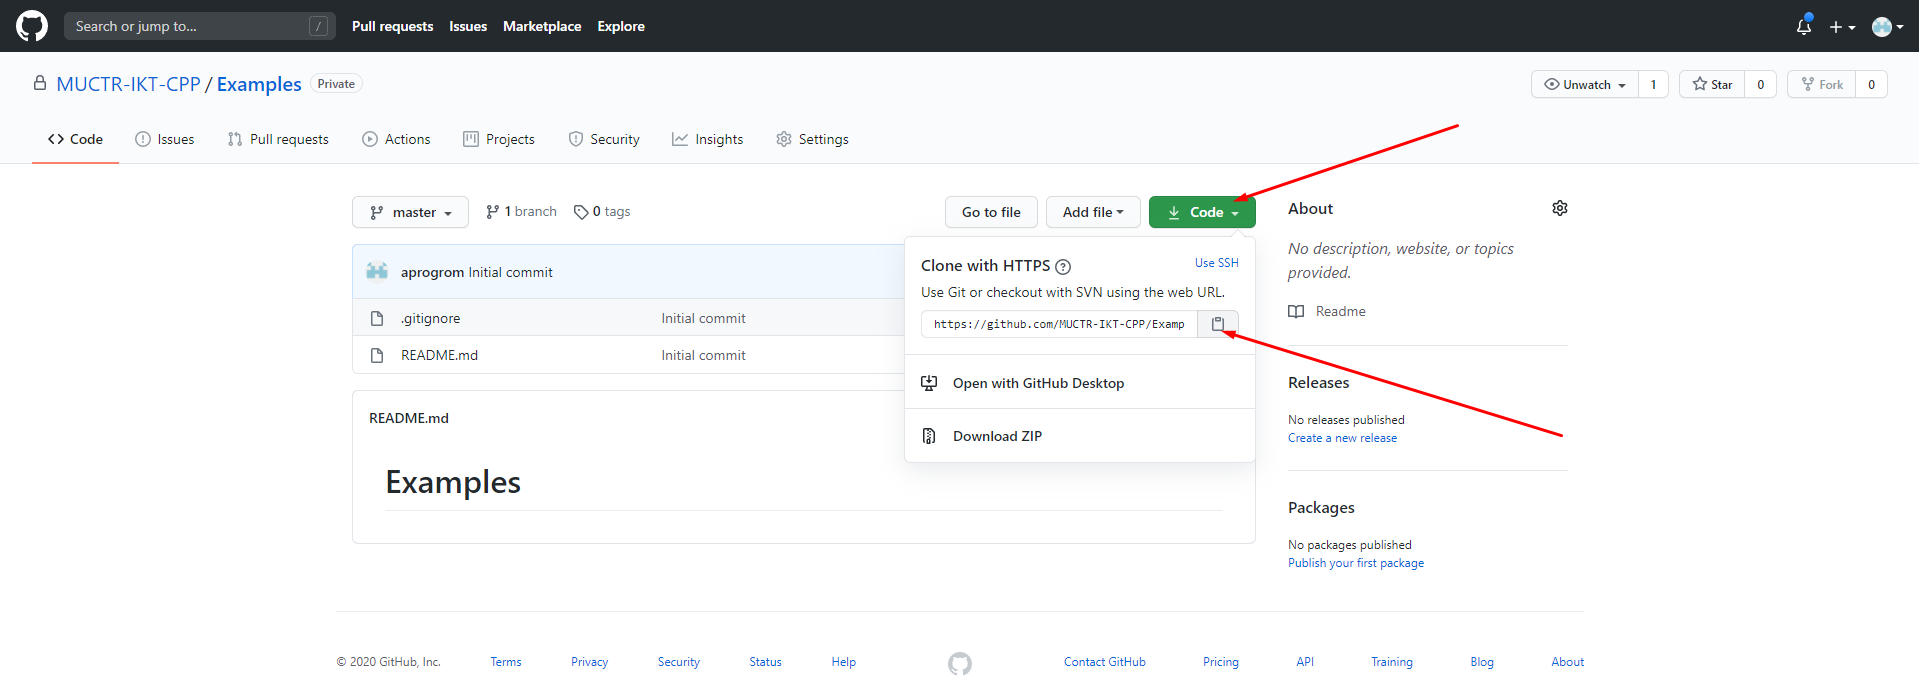 Search or jump to... /
Pull requests Issues Marketplace Explore
MUCTR-IKT-CPP / Examples Private
Unwatch 1 Star 0 Fork 0
Code Issues Pull requests Actions Projects Security Insights Settings
master 1 branch 0 tags
Go to file Add file Code
aprogrom Initial commit
.gitignore Initial commit
README.md Initial commit
README.md
Examples
Clone with HTTPS ? Use SSH
Use Git or checkout with SVN using the web URL.
https://github.com/MUCTR-IKT-CPP/Examp
Open with GitHub Desktop
Download ZIP
About
No description, website, or topics
provided.
Readme
Releases
No releases published
Create a new release
Packages
No packages published
Publish your first package
© 2020 GitHub, Inc. Terms Privacy Security Status Help Contact GitHub Pricing API Training Blog About